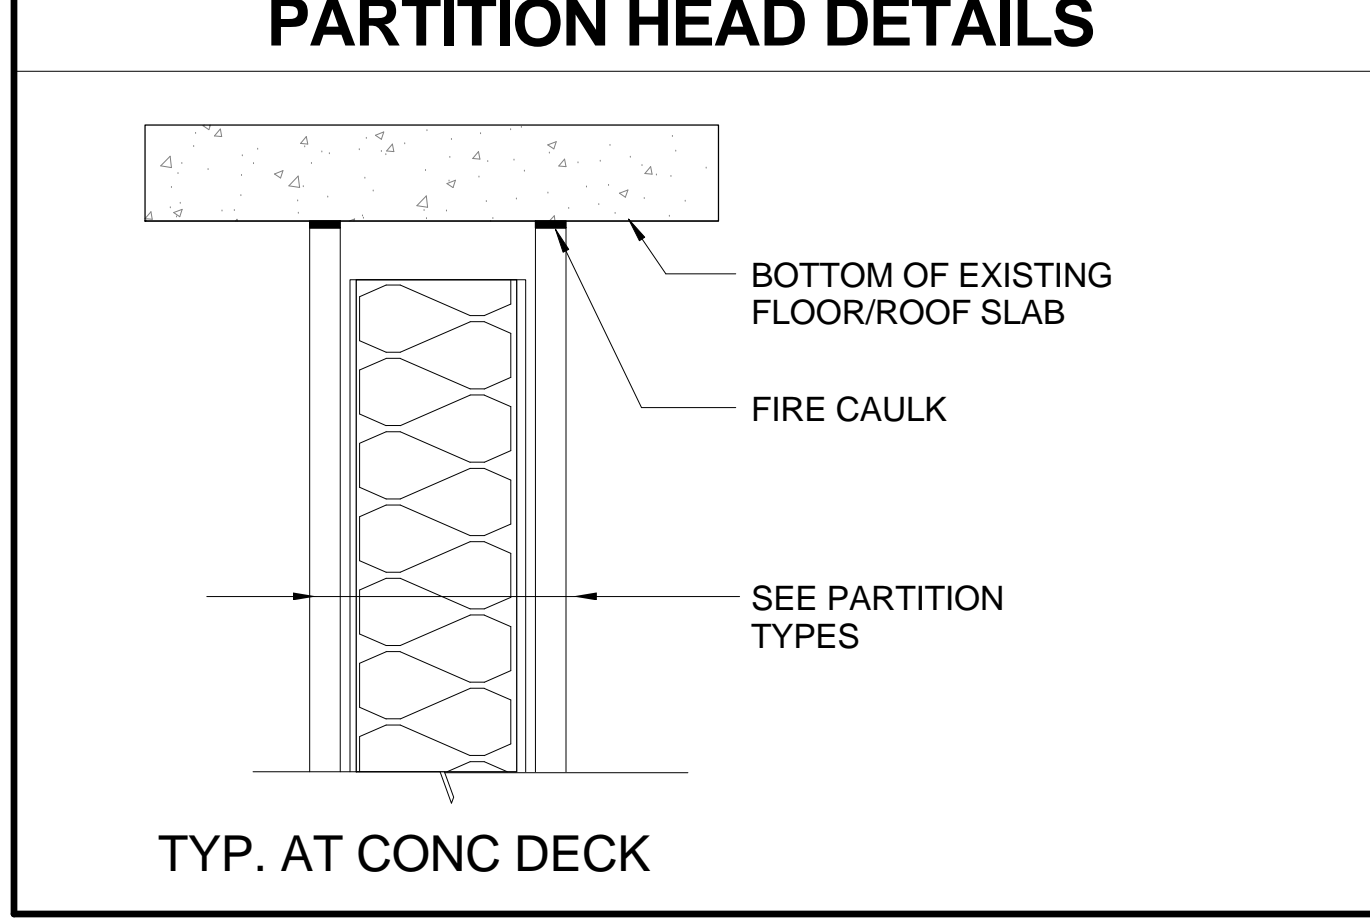 PARTITION HEAD DETAILS
BOTTOM OF EXISTING
FLOOR/ROOF SLAB
FIRE CAULK
SEE PARTITION
TYPES
TYP. AT CONC DECK